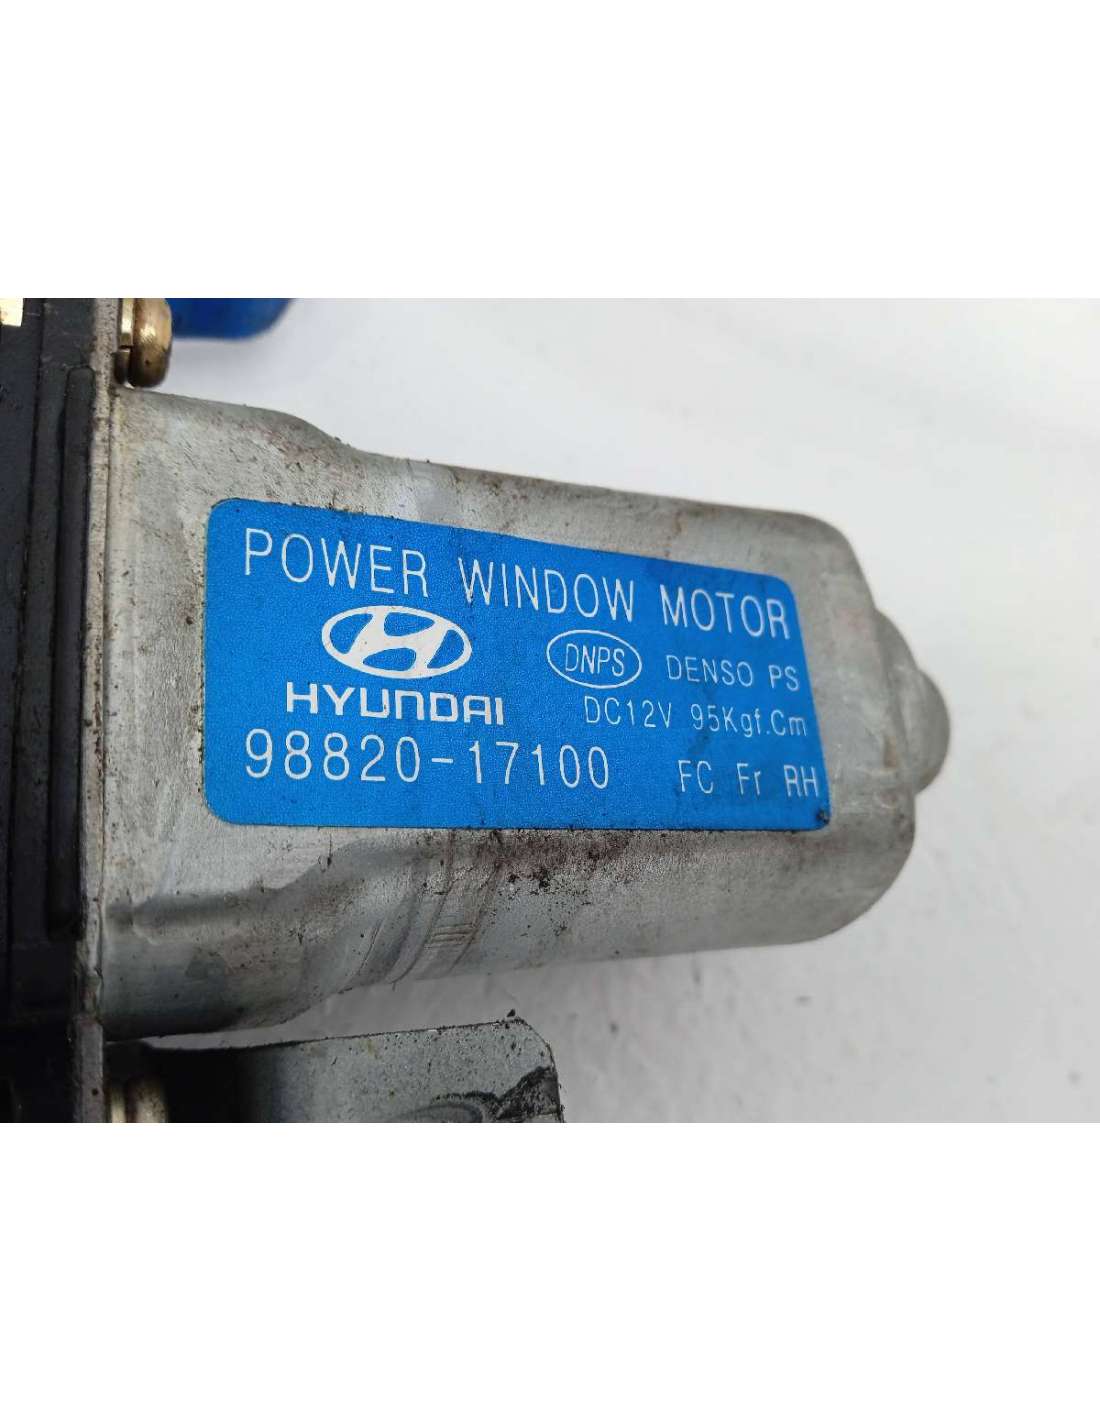 POWER WINDOW MOTOR
DNPS DENSO PS
HYUNDAI DC12V 95Kgf.Cm
98820-17100 FC Fr RH